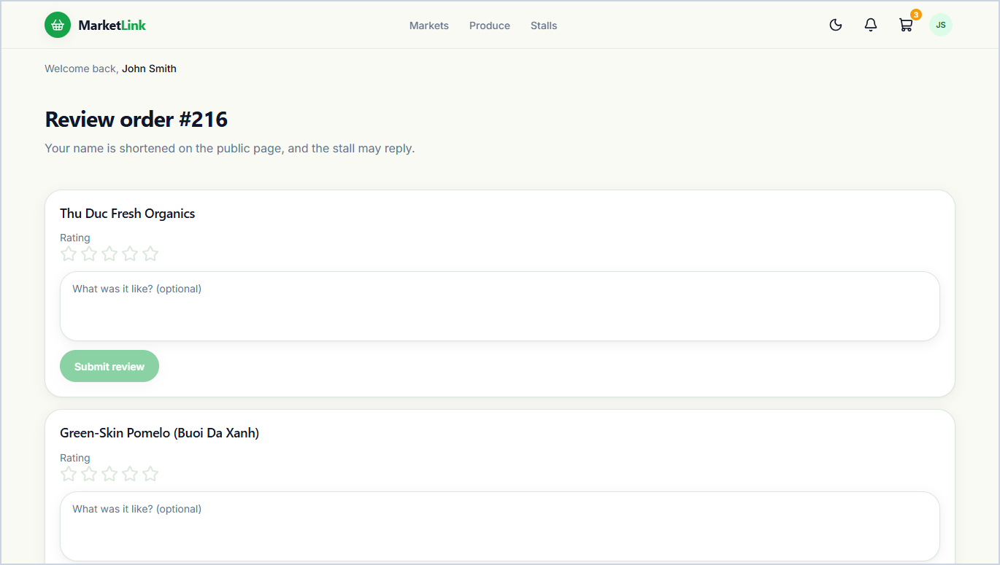 MarketLink
Markets Produce Stalls
3
JS
Welcome back, John Smith
Review order #216
Your name is shortened on the public page, and the stall may reply.
Thu Duc Fresh Organics
Rating
What was it like? (optional)
Submit review
Green-Skin Pomelo (Buoi Da Xanh)
Rating
What was it like? (optional)